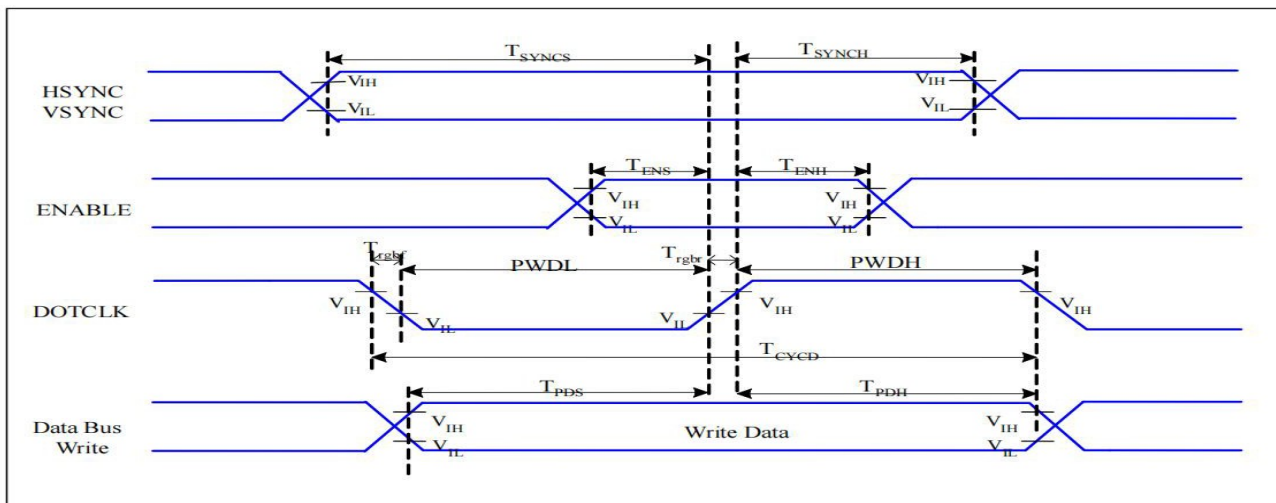 TSYNCS
TSYNCH
HSYNC
VSYNC
VIH
VIL
VIH
VIL
TENS
TENH
ENABLE
VIH
VIL
VIH
VIL
Trgbf
PWDL
Trgbr
PWDH
DOTCLK
VIH
VIL
VIL
VIH
VIH
TCYCD
TPDS
TPDH
Data Bus
Write
VIH
VIL
Write Data
VIH
VIL